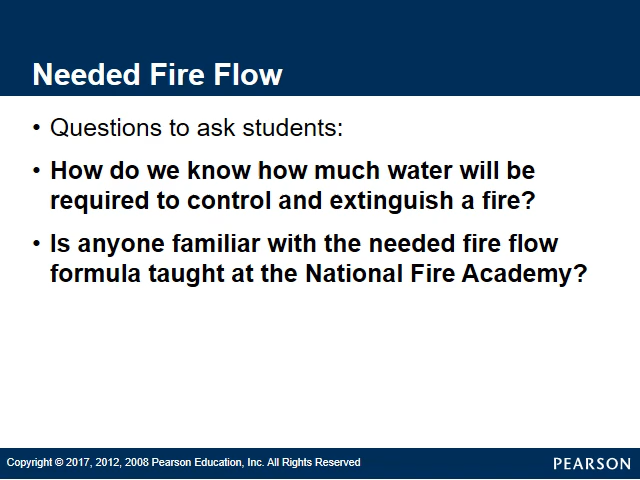 Needed Fire Flow
• Questions to ask students:
• How do we know how much water will be
required to control and extinguish a fire?
• Is anyone familiar with the needed fire flow
formula taught at the National Fire Academy?
Copyright © 2017, 2012, 2008 Pearson Education, Inc. All Rights Reserved
PEARSON